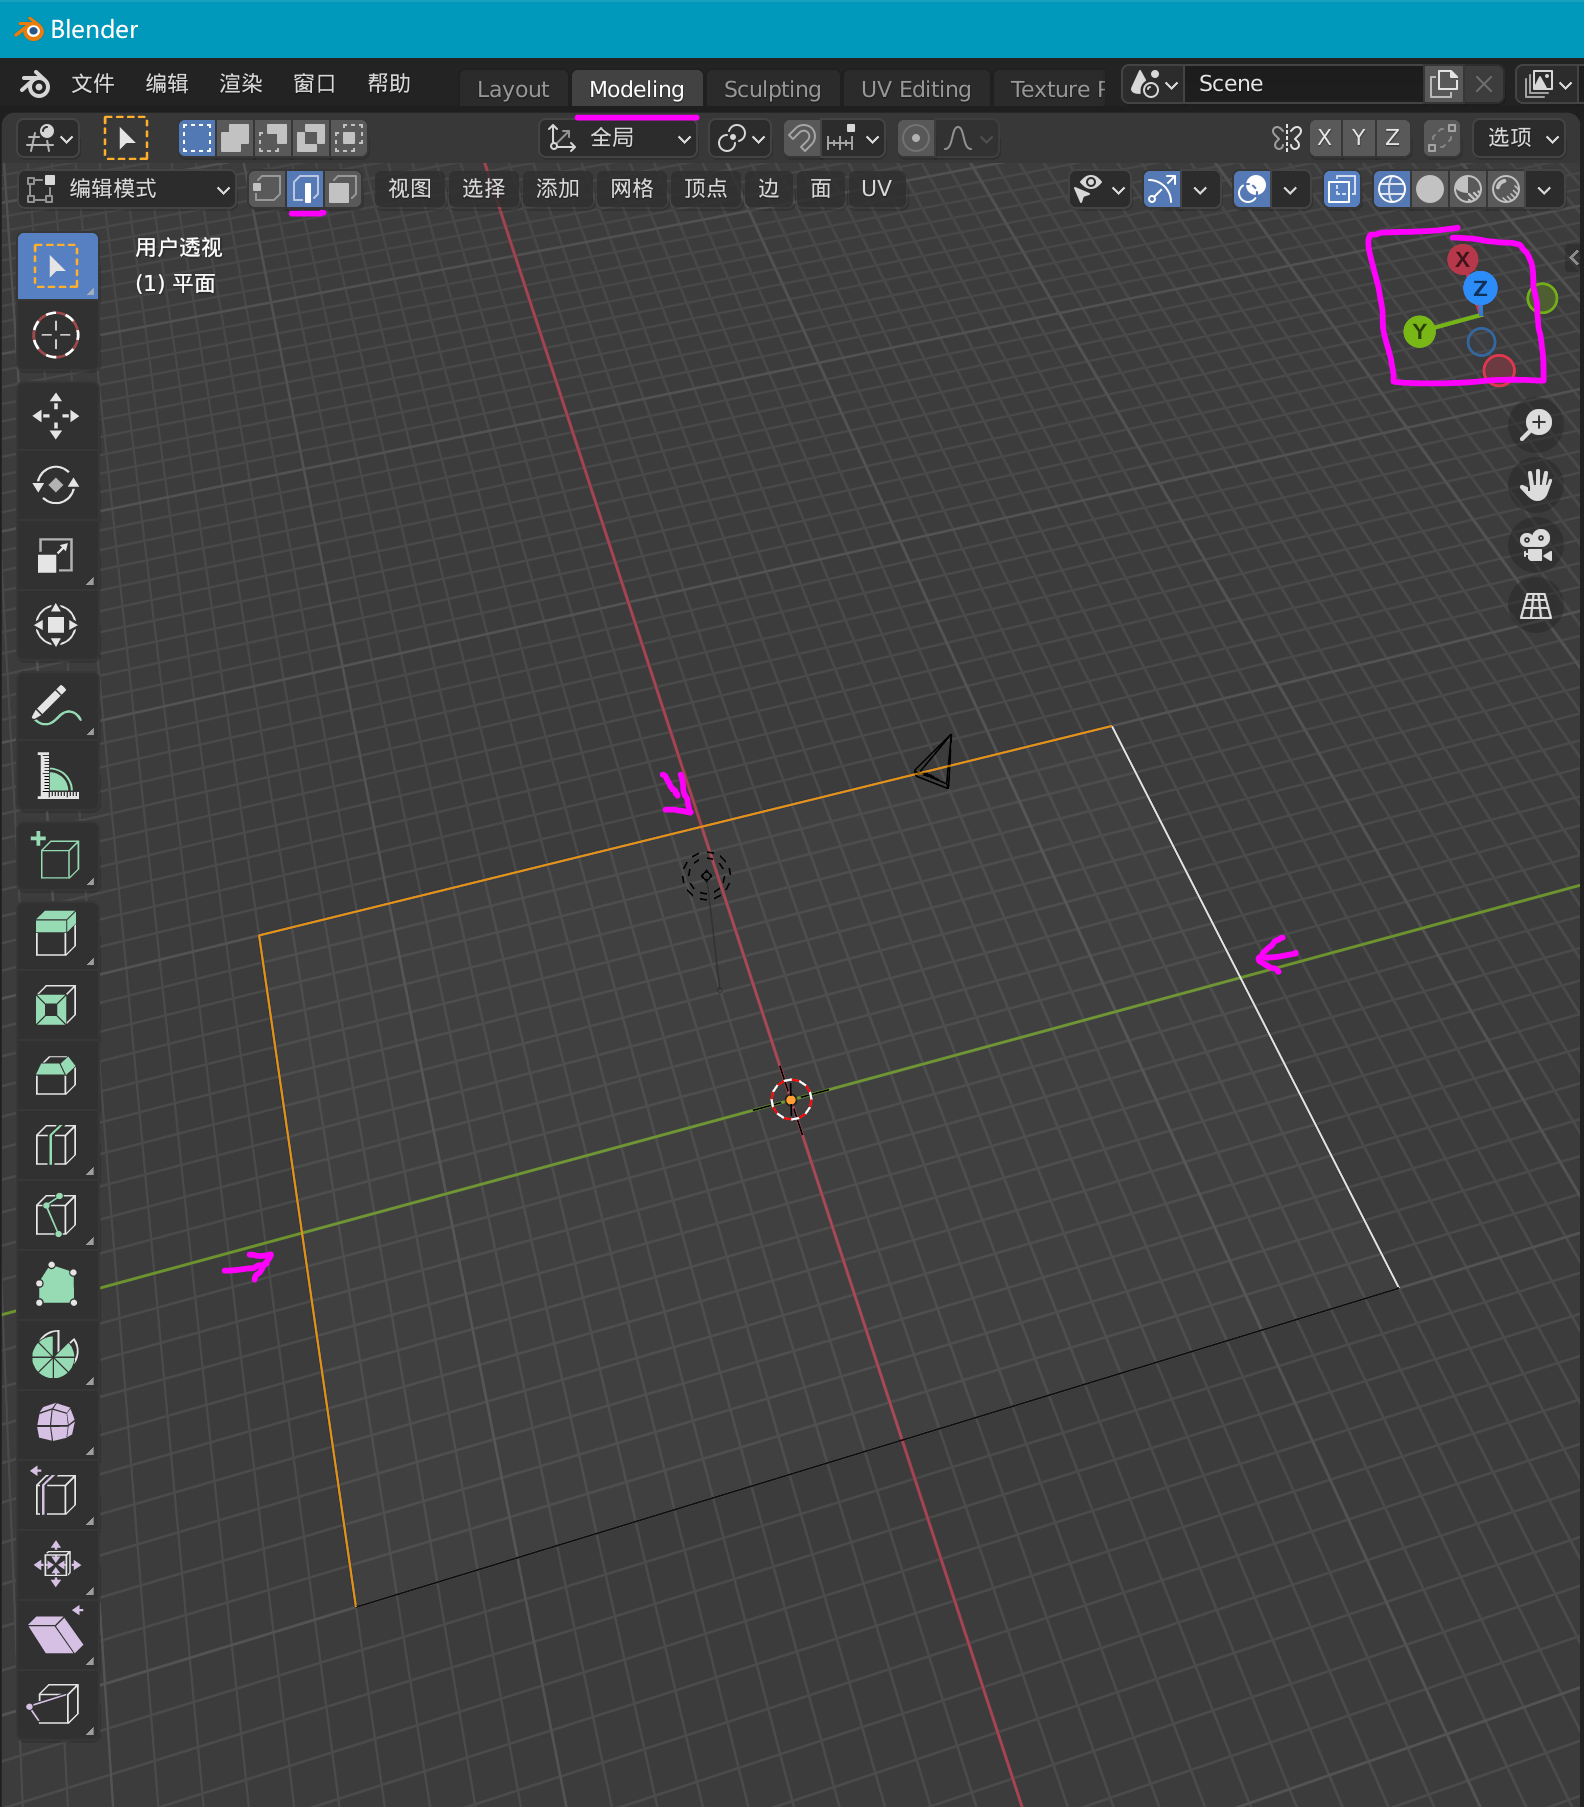 Blender
文件 编辑 渲染 窗口 帮助 Layout Modeling Sculpting UV Editing Texture Scene
全局 X Y Z 选项
编辑模式 视图 选择 添加 网格 顶点 边 面 UV
用户透视
(1) 平面
X
Z
Y